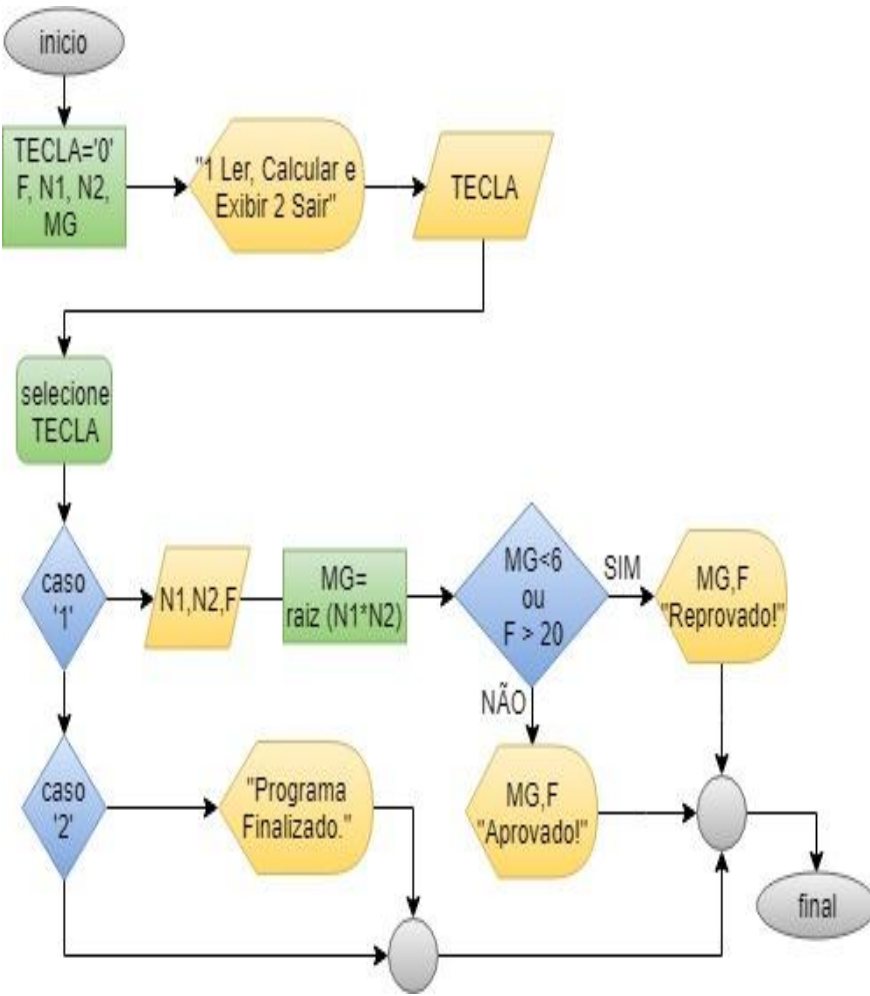 inicio
TECLA='0'
F, N1, N2,
MG
"1 Ler, Calcular e
Exibir 2 Sair"
TECLA
selecione
TECLA
caso
'1'
N1,N2,F
MG=
raiz (N1*N2)
MG<6
ou
F > 20
SIM
MG,F
"Reprovado!"
NÃO
MG,F
"Aprovado!"
caso
'2'
"Programa
Finalizado."
final